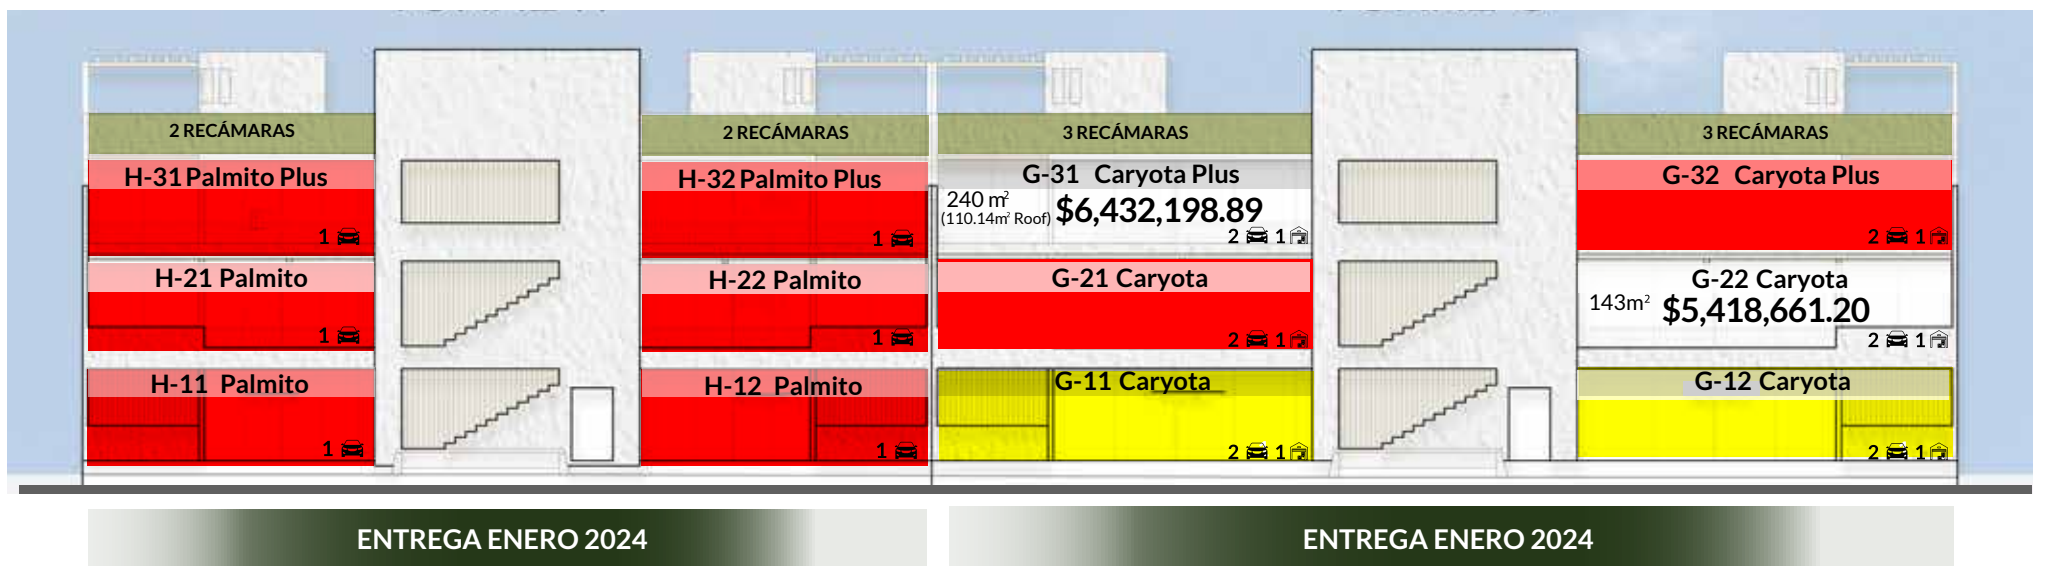 2 RECÁMARAS
2 RECÁMARAS
3 RECÁMARAS
3 RECÁMARAS
H-31 Palmito Plus
1
H-32 Palmito Plus
1
G-31 Caryota Plus
240 m²
(110.14m² Roof)
$6,432,198.89
2 1
G-32 Caryota Plus
2 1
H-21 Palmito
1
H-22 Palmito
1
G-21 Caryota
2 1
G-22 Caryota
143m²
$5,418,661.20
2 1
H-11 Palmito
1
H-12 Palmito
1
G-11 Caryota
2 1
G-12 Caryota
2 1
ENTREGA ENERO 2024
ENTREGA ENERO 2024